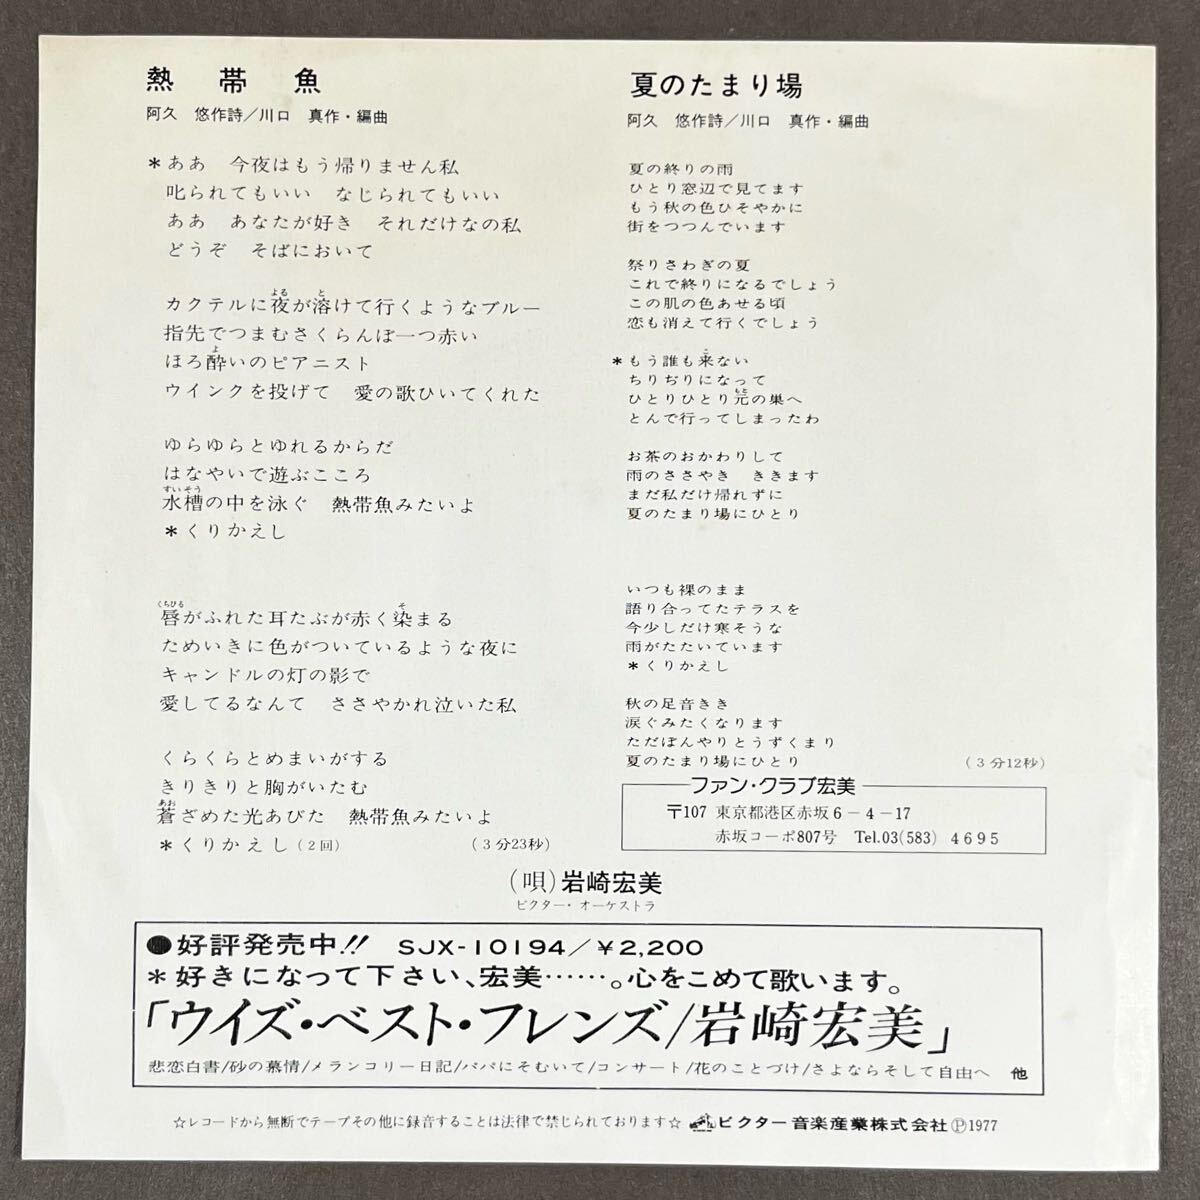 熱帯魚
阿久　悠作詩／川口　真作・編曲
＊ああ　今夜はもう帰りません私
叱られてもいい　なじられてもいい
ああ　あなたが好き　それだけなの私
どうぞ　そばにおいて
カクテルに夜が溶けて行くようなブルー
指先でつまむさくらんぼ一つ赤い
ほろ酔いのピアニスト
ウインクを投げて　愛の歌ひいてくれた
ゆらゆらとゆれるからだ
はなやいで遊ぶこころ
水槽の中を泳ぐ　熱帯魚みたいよ
＊くりかえし
唇がふれた耳たぶが赤く染まる
ためいきに色がついているような夜に
キャンドルの灯の影で
愛してるなんて　ささやかれ泣いた私
くらくらとめまいがする
きりきりと胸がいたむ
蒼ざめた光あびた　熱帯魚みたいよ
＊くりかえし（2回）　（3分23秒）
夏のたまり場
阿久　悠作詩／川口　真作・編曲
夏の終りの雨
ひとり窓辺で見てます
もう秋の色ひそやかに
街をつつんでいます
祭りさわぎの夏
これで終りになるでしょう
この肌の色あせる頃
恋も消えて行くでしょう
＊もう誰も来ない
ちりぢりになって
ひとりひとり元の巣へ
とんで行ってしまったわ
お茶のおかわりして
雨のささやき　ききます
まだ私だけ帰れずに
夏のたまり場にひとり
いつも裸のまま
語り合ってたテラスを
今少しだけ寒そうな
雨がたたいています
＊くりかえし
秋の足音きき
涙ぐみたくなります
ただぼんやりとうずくまり
夏のたまり場にひとり　（3分12秒）
ファン・クラブ宏美
〒107 東京都港区赤坂6－4－17
赤坂コーポ807号　Tel.03(583)4695
（唄）岩崎宏美
ビクター・オーケストラ
●好評発売中!!　SJX-10194／¥2,200
＊好きになって下さい、宏美……。心をこめて歌います。
「ウイズ・ベスト・フレンズ/岩崎宏美」
悲恋白書/砂の慕情/メランコリー日記/パパにそむいて/コンサート/花のことづけ/さよならそして自由へ　他
☆レコードから無断でテープその他に録音することは法律で禁じられております☆　ビクター音楽産業株式会社Ⓟ1977